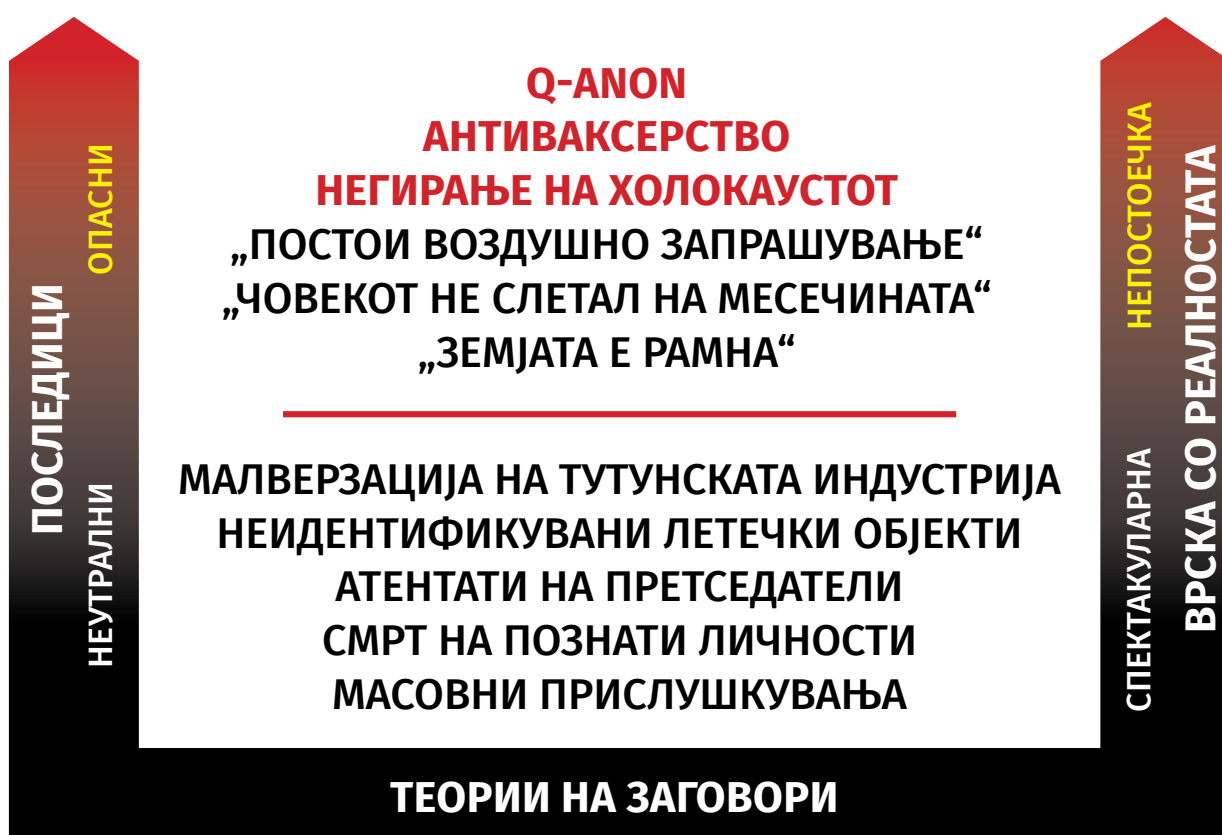 Q-ANON
АНТИВАКСЕРСТВО
НЕГИРАЊЕ НА ХОЛОКАУСТОТ
„ПОСТОИ ВОЗДУШНО ЗАПРАШУВАЊЕ“
„ЧОВЕКОТ НЕ СЛЕТАЛ НА МЕСЕЧИНАТА“
„ЗЕМЈАТА Е РАМНА“
МАЛВЕРЗАЦИЈА НА ТУТУНСКАТА ИНДУСТРИЈА
НЕИДЕНТИФИКУВАНИ ЛЕТЕЧКИ ОБЈЕКТИ
АТЕНТАТИ НА ПРЕТСЕДАТЕЛИ
СМРТ НА ПОЗНАТИ ЛИЧНОСТИ
МАСОВНИ ПРИСЛУШКУВАЊА
ПОСЛЕДИЦИ
НЕУТРАЛНИ
ОПАСНИ
СПЕКТАКУЛАРНА
НЕПОСТОЕЧКА
ВРСКА СО РЕАЛНОСТАТА
ТЕОРИИ НА ЗАГОВОРИ